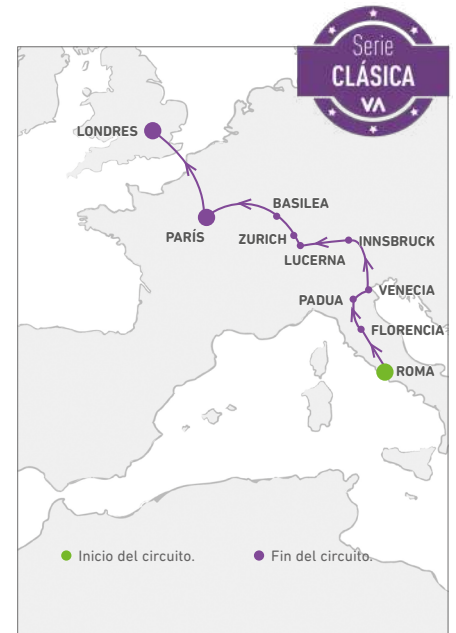 Serie
CLÁSICA
VA
LONDRES
BASILEA
PARÍS
ZURICH
INNSBRUCK
LUCERNA
VENECIA
PADUA
FLORENCIA
ROMA
Inicio del circuito.
Fin del circuito.